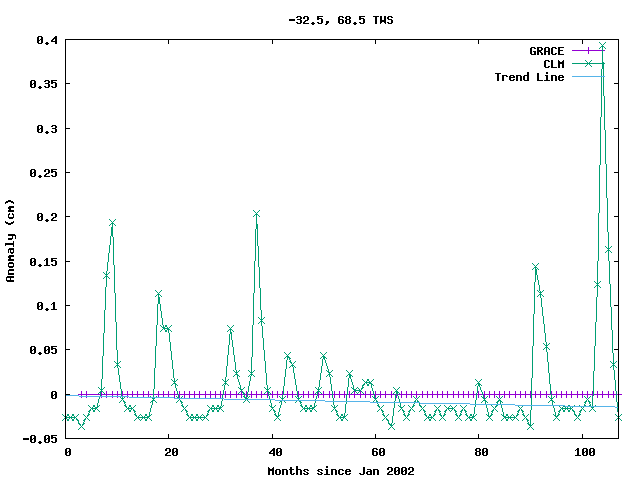 -32.5, 68.5 TWS
GRACE
CLM
Trend Line
0.4
0.35
0.3
0.25
0.2
0.15
0.1
0.05
0
-0.05
Anomaly (cm)
0 20 40 60 80 100
Months since Jan 2002